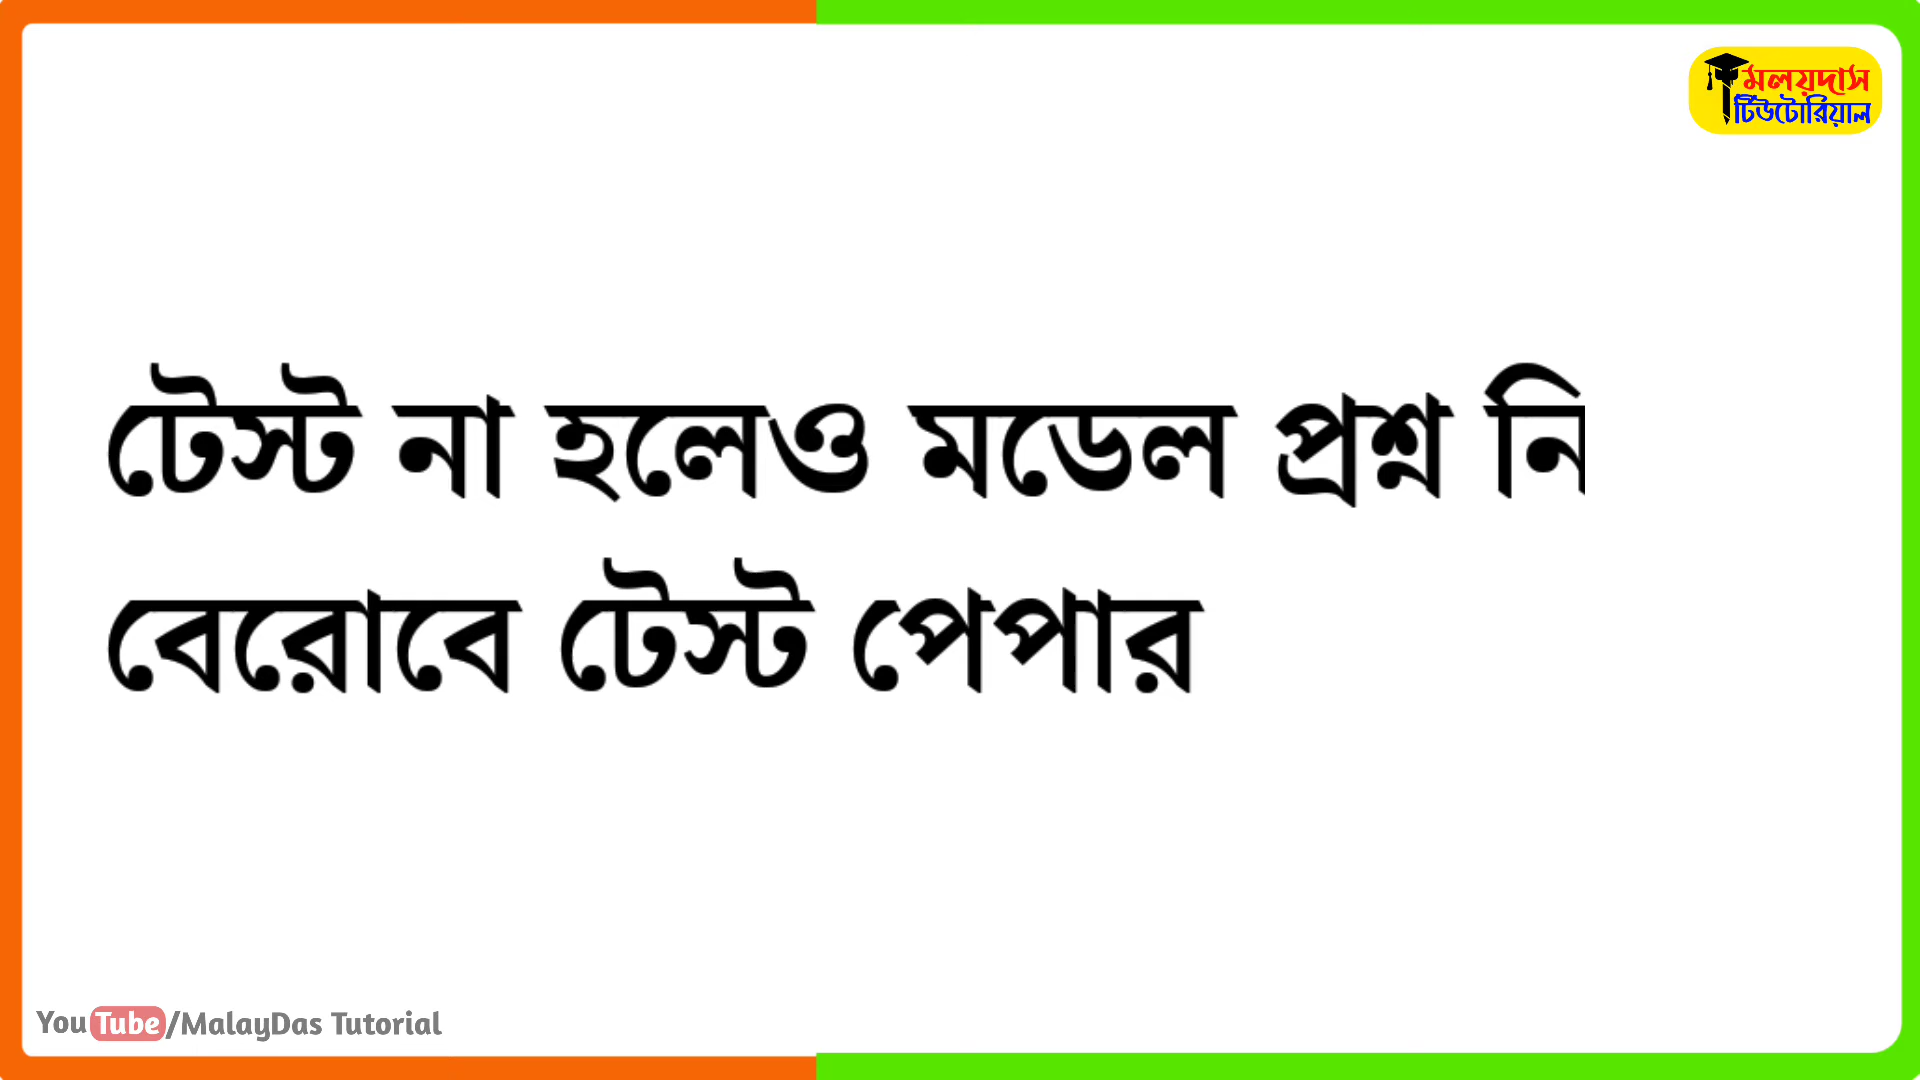 মলয়দাস
টিউটোরিয়াল
টেস্ট না হলেও মডেল প্রশ্ন নি
বেরোবে টেস্ট পেপার
YouTube/MalayDas Tutorial